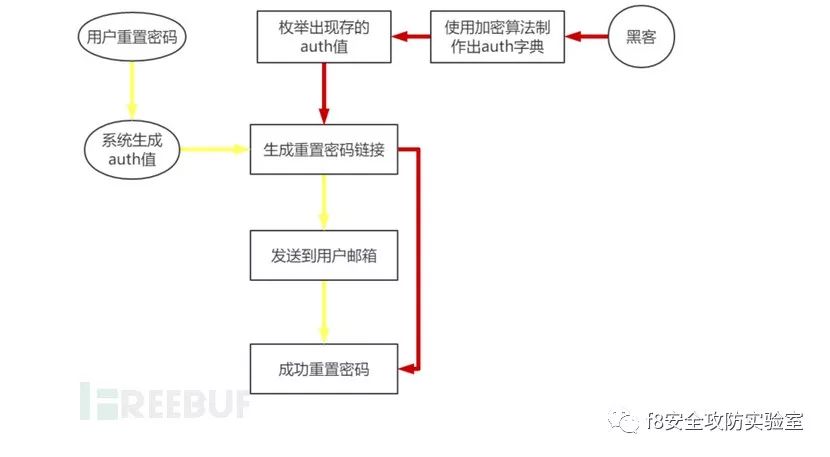 用户重置密码
枚举出现存的
auth值
使用加密算法制
作出auth字典
黑客
系统生成
auth值
生成重置密码链接
发送到用户邮箱
成功重置密码
FREEBUF
f8安全攻防实验室